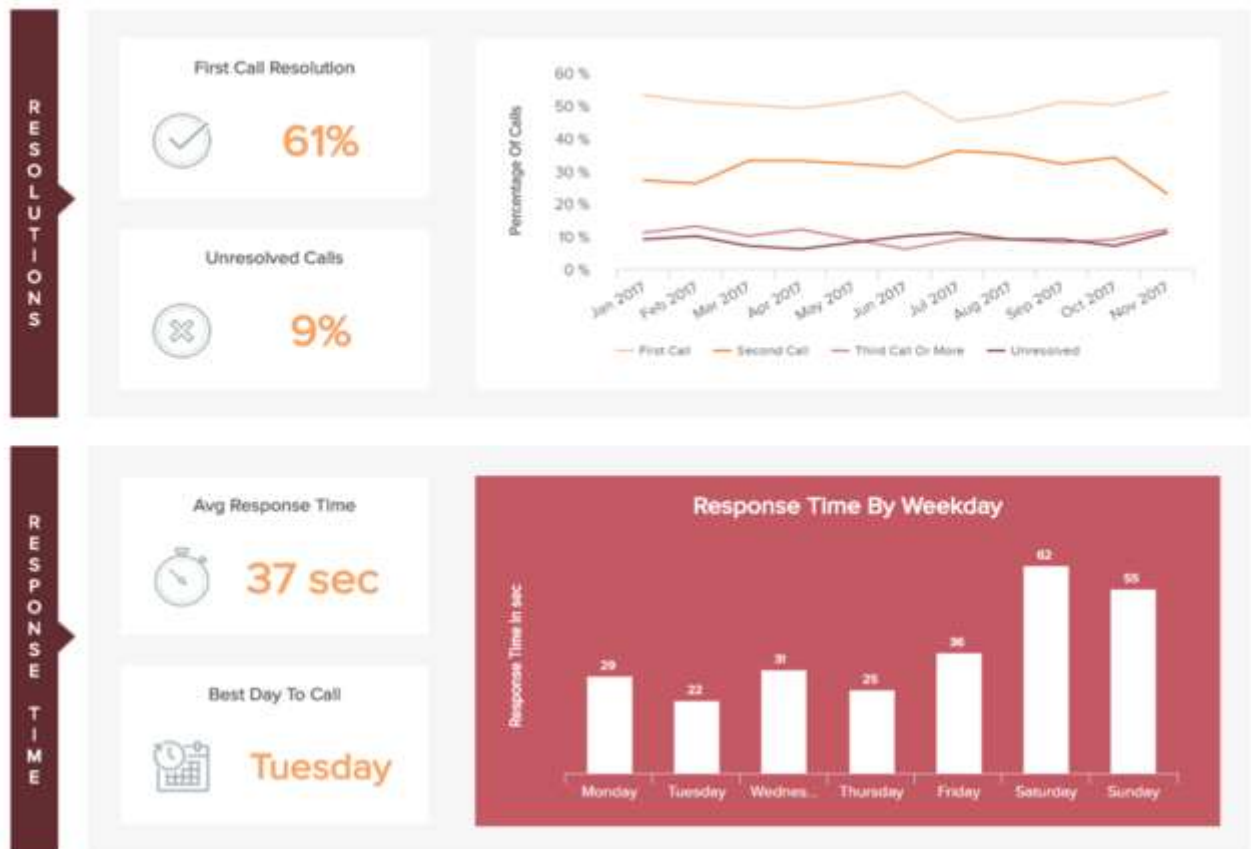 RESOLUTIONS
First Call Resolution
61%
Unresolved Calls
9%
Percentage Of Calls
60 %
50 %
40 %
30 %
20 %
10 %
0 %
Jan 2017
Feb 2017
Mar 2017
Apr 2017
May 2017
Jun 2017
Jul 2017
Aug 2017
Sep 2017
Oct 2017
Nov 2017
First Call
Second Call
Third Call Or More
Unresolved
RESPONSE TIME
Avg Response Time
37 sec
Best Day To Call
Tuesday
Response Time By Weekday
Response Time in sec
29
22
31
25
36
62
55
Monday
Tuesday
Wednes...
Thursday
Friday
Saturday
Sunday